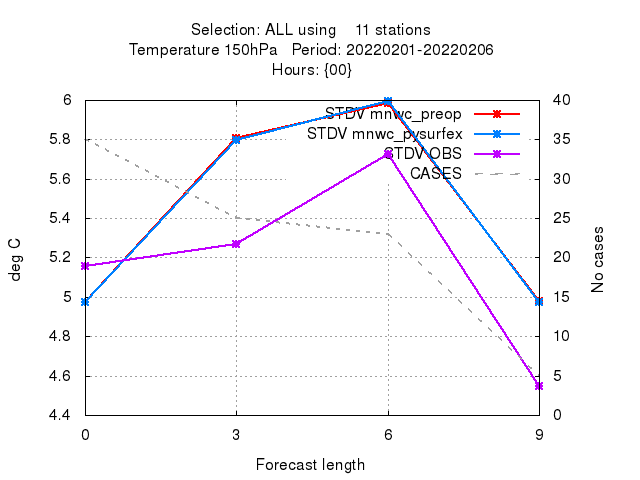 Selection: ALL using    11 stations
Temperature 150hPa   Period: 20220201-20220206
Hours: {00}
STDV mnwc_preop
STDV mnwc_pysurfex
STDV OBS
CASES
6
5.8
5.6
5.4
5.2
5
4.8
4.6
4.4
40
35
30
25
20
15
10
5
0
deg C
No cases
0 3 6 9
Forecast length